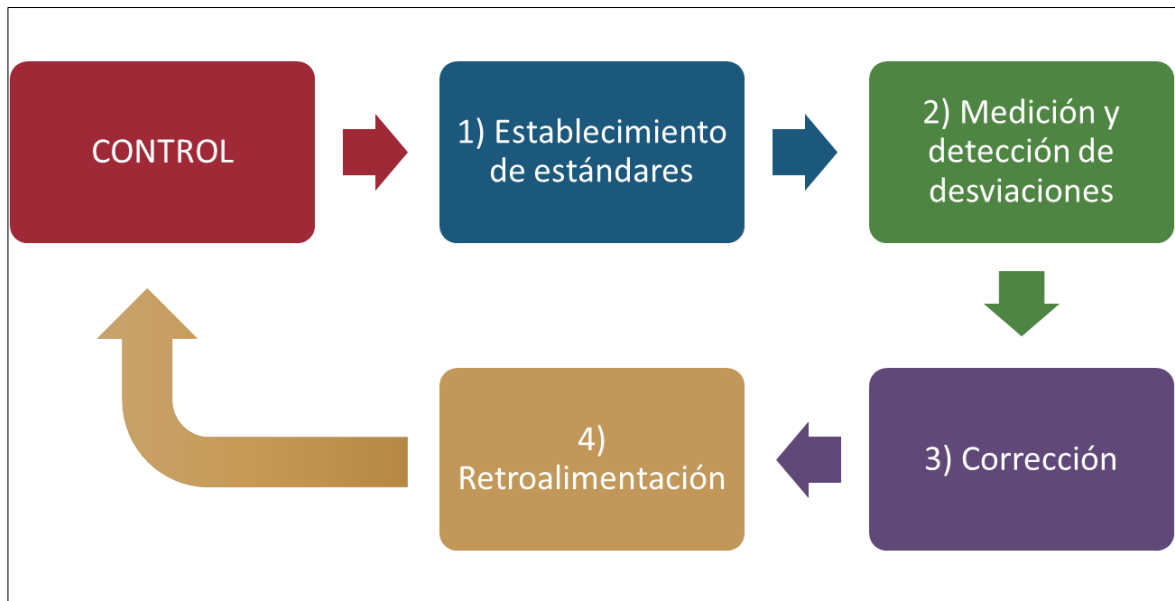 CONTROL
1) Establecimiento
de estándares
2) Medición y
detección de
desviaciones
3) Corrección
4)
Retroalimentación